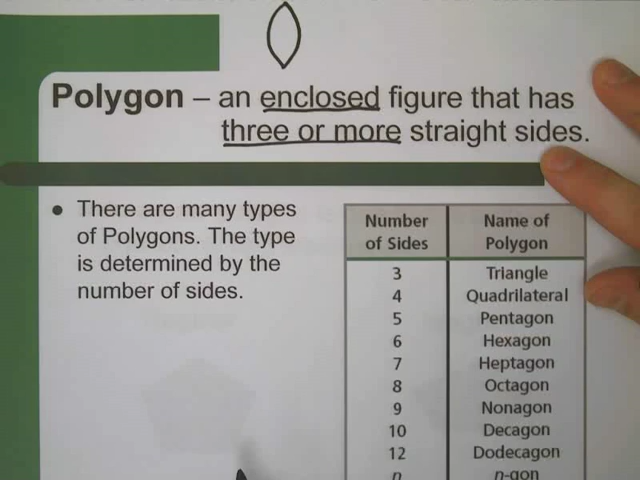 Polygon – an enclosed figure that has
three or more straight sides.
● There are many types
of Polygons. The type
is determined by the
number of sides.
Number of Sides Name of Polygon
3 Triangle
4 Quadrilateral
5 Pentagon
6 Hexagon
7 Heptagon
8 Octagon
9 Nonagon
10 Decagon
12 Dodecagon
n n-gon